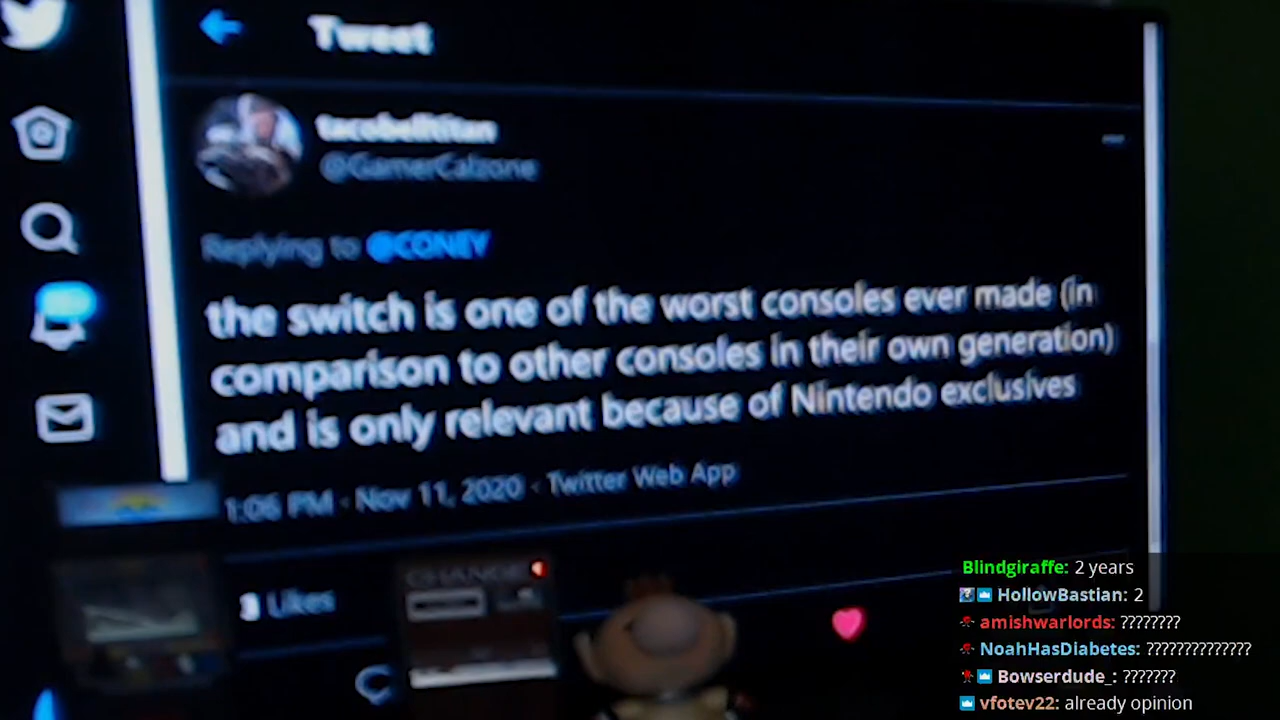 Tweet
tacobelltitan
@GamerCalzone
Replying to @CONEY
the switch is one of the worst consoles ever made (in
comparison to other consoles in their own generation)
and is only relevant because of Nintendo exclusives
1:06 PM · Nov 11, 2020 · Twitter Web App
3 Likes
CHANGE
Blindgiraffe: 2 years
HollowBastian: 2
amishwarlords: ????????
NoahHasDiabetes: ??????????????
Bowserdude_: ???????
vfotev22: already opinion